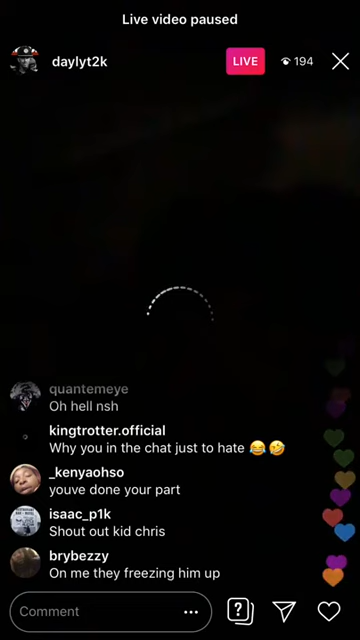 Live video paused
daylyt2k
LIVE
194
quantemeye
Oh hell nsh
kingtrotter.official
Why you in the chat just to hate 😂🤣
_kenyaohso
youve done your part
isaac_p1k
Shout out kid chris
brybezzy
On me they freezing him up
Comment